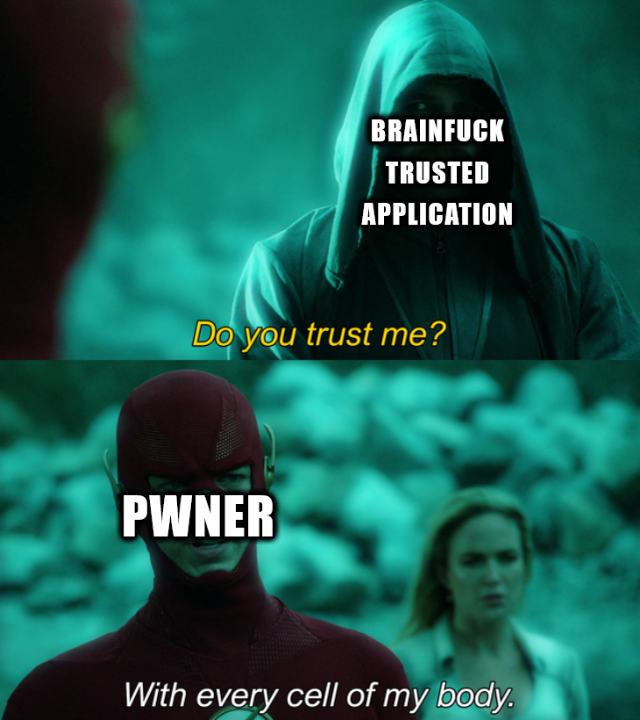 BRAINFUCK
TRUSTED
APPLICATION
Do you trust me?
PWNER
With every cell of my body.